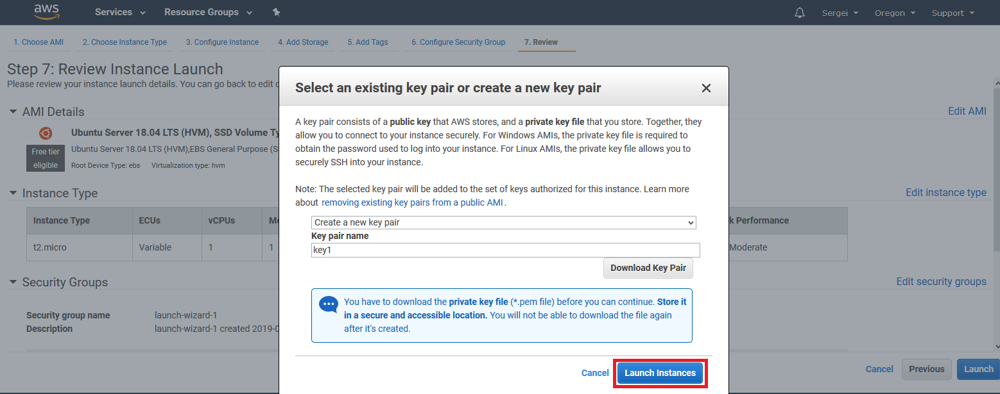 aws Services Resource Groups Sergei Oregon Support
1. Choose AMI 2. Choose Instance Type 3. Configure Instance 4. Add Storage 5. Add Tags 6. Configure Security Group 7. Review
Step 7: Review Instance Launch
Please review your instance launch details. You can go back to edit
AMI Details
Edit AMI
Ubuntu Server 18.04 LTS (HVM), SSD Volume Ty
Free tier
eligible
Ubuntu Server 18.04 LTS (HVM),EBS General Purpose (S
Root Device Type: ebs Virtualization type: hvm
Instance Type
Edit instance type
Instance Type ECUs vCPUs Me k Performance
t2.micro Variable 1 1 Moderate
Security Groups
Edit security groups
Security group name launch-wizard-1
Description launch-wizard-1 created 2019-0
Cancel Previous Launch
Select an existing key pair or create a new key pair
A key pair consists of a public key that AWS stores, and a private key file that you store. Together, they
allow you to connect to your instance securely. For Windows AMIs, the private key file is required to
obtain the password used to log into your instance. For Linux AMIs, the private key file allows you to
securely SSH into your instance.
Note: The selected key pair will be added to the set of keys authorized for this instance. Learn more
about removing existing key pairs from a public AMI.
Create a new key pair
Key pair name
key1
Download Key Pair
You have to download the private key file (*.pem file) before you can continue. Store it
in a secure and accessible location. You will not be able to download the file again
after it's created.
Cancel Launch Instances